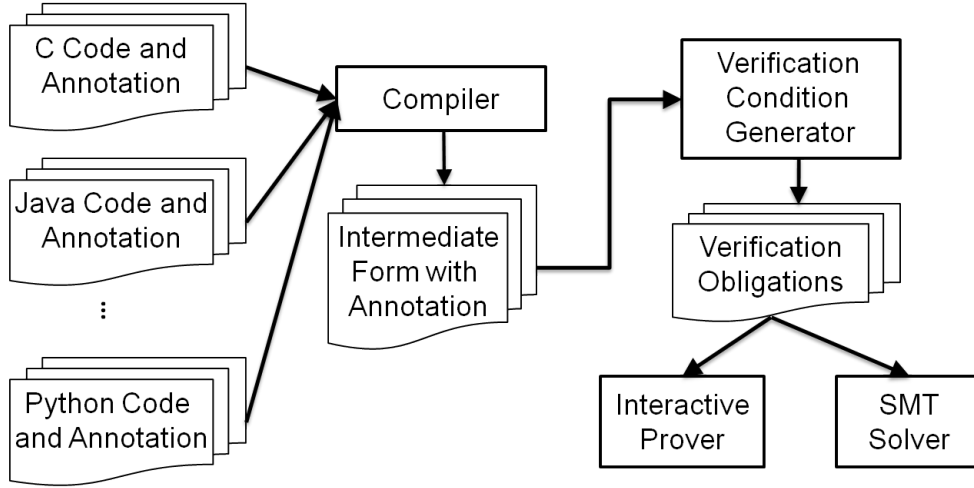 C Code and
Annotation
Java Code and
Annotation
...
Python Code
and Annotation
Compiler
Intermediate
Form with
Annotation
Verification
Condition
Generator
Verification
Obligations
Interactive
Prover
SMT
Solver